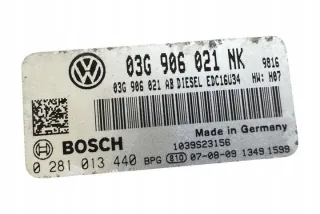 03G 906 021 NK 9816
03G 906 021 AB DIESEL EDC16U34 HW: H07
Made in Germany
BOSCH 1039S23156
0 281 013 440 BPG 810 07-08-09 1349 1599